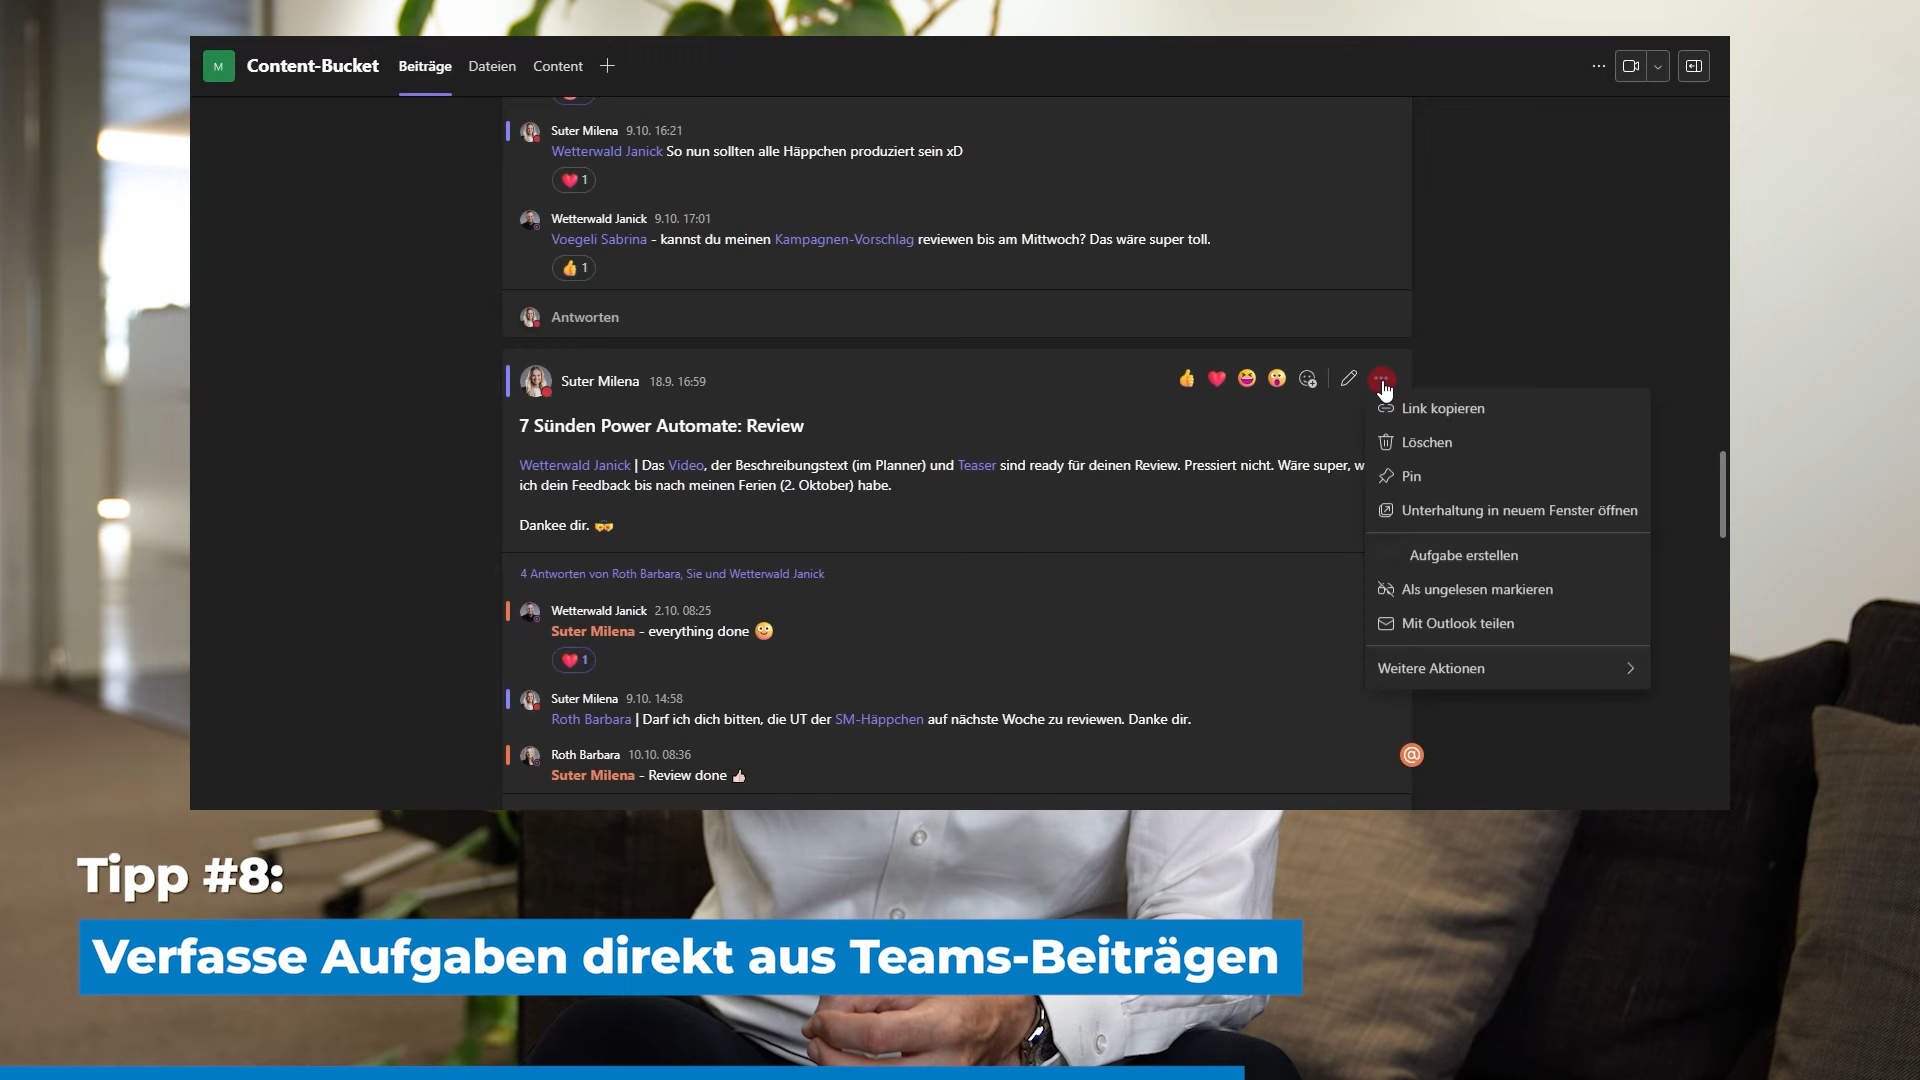 M Content-Bucket Beiträge Dateien Content
Suter Milena 9.10. 16:21
Wetterwald Janick So nun sollten alle Häppchen produziert sein xD
1
Wetterwald Janick 9.10. 17:01
Voegeli Sabrina - kannst du meinen Kampagnen-Vorschlag reviewen bis am Mittwoch? Das wäre super toll.
1
Antworten
Suter Milena 18.9. 16:59
7 Sünden Power Automate: Review
Wetterwald Janick | Das Video, der Beschreibungstext (im Planner) und Teaser sind ready für deinen Review. Pressiert nicht. Wäre super, w
ich dein Feedback bis nach meinen Ferien (2. Oktober) habe.
Dankee dir.
4 Antworten von Roth Barbara, Sie und Wetterwald Janick
Wetterwald Janick 2.10. 08:25
Suter Milena - everything done
1
Suter Milena 9.10. 14:58
Roth Barbara | Darf ich dich bitten, die UT der SM-Häppchen auf nächste Woche zu reviewen. Danke dir.
Roth Barbara 10.10. 08:36
@
Suter Milena - Review done
Link kopieren
Löschen
Pin
Unterhaltung in neuem Fenster öffnen
Aufgabe erstellen
Als ungelesen markieren
Mit Outlook teilen
Weitere Aktionen
Tipp #8:
Verfasse Aufgaben direkt aus Teams-Beiträgen